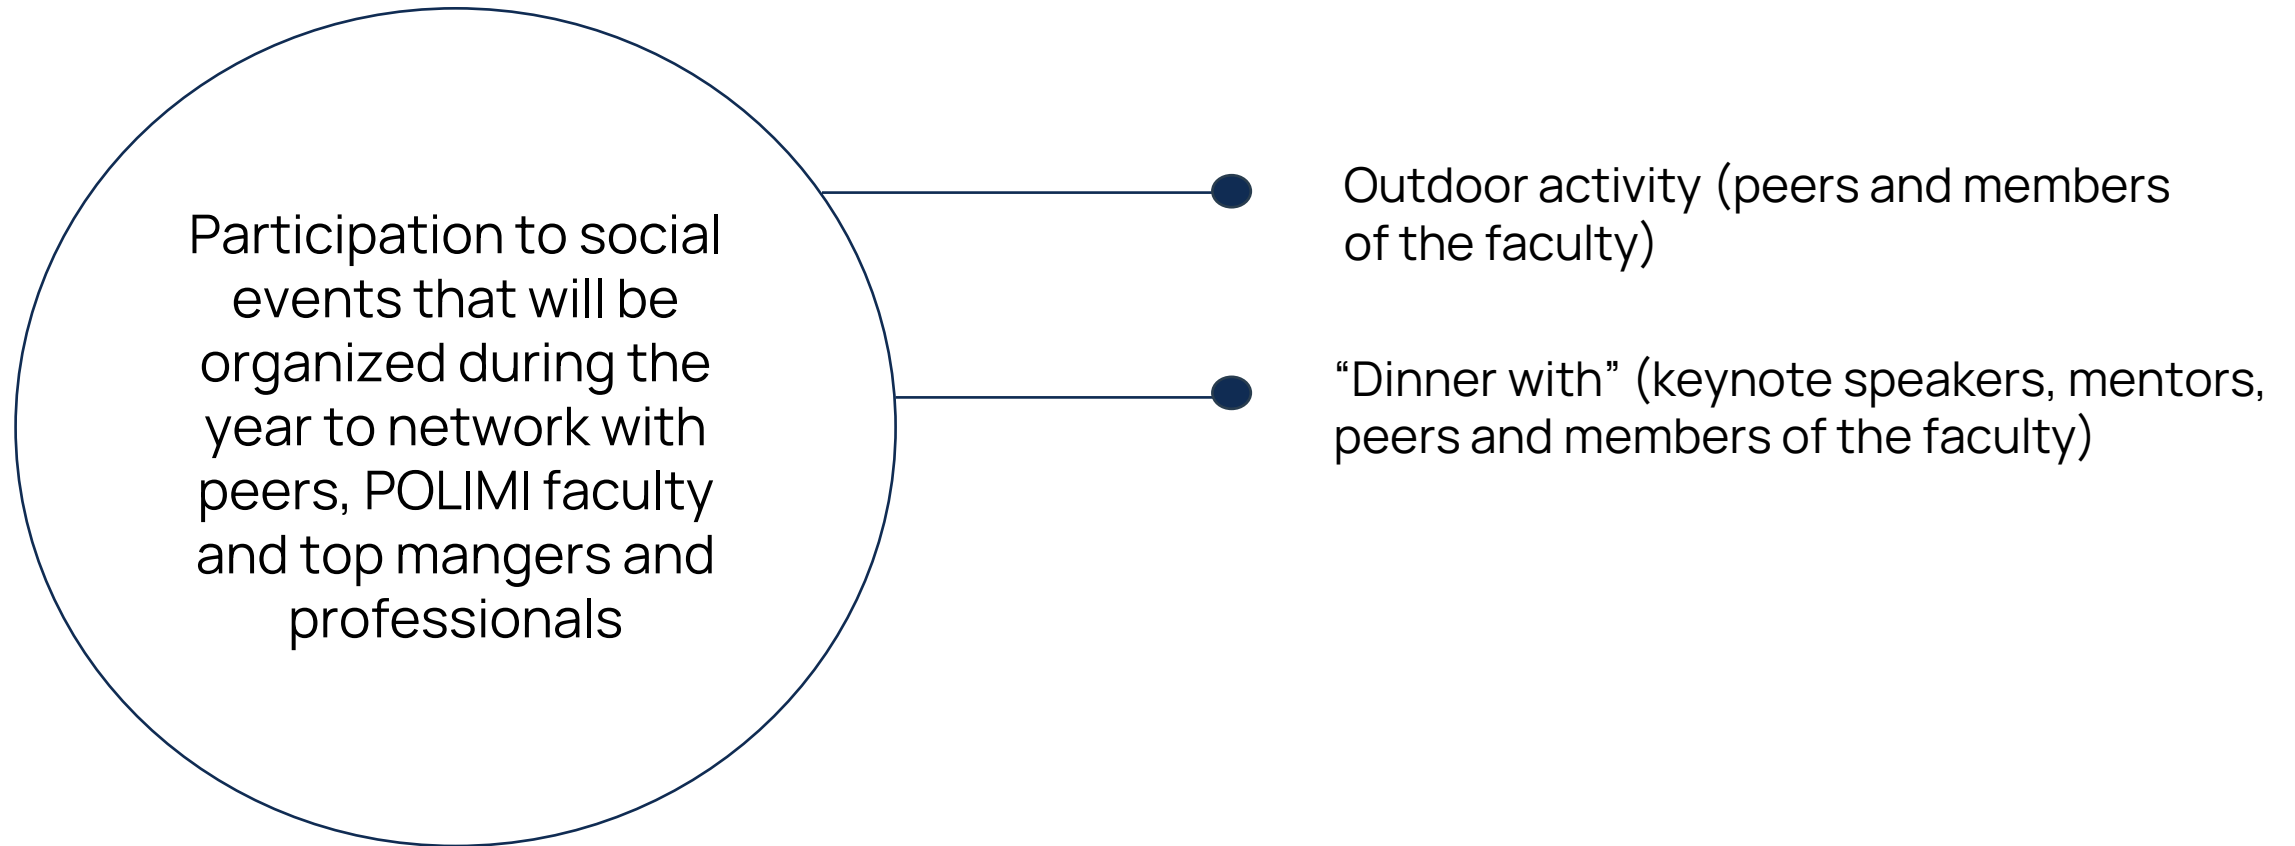 Participation to social
events that will be
organized during the
year to network with
peers, POLIMI faculty
and top mangers and
professionals
Outdoor activity (peers and members
of the faculty)
“Dinner with” (keynote speakers, mentors,
peers and members of the faculty)